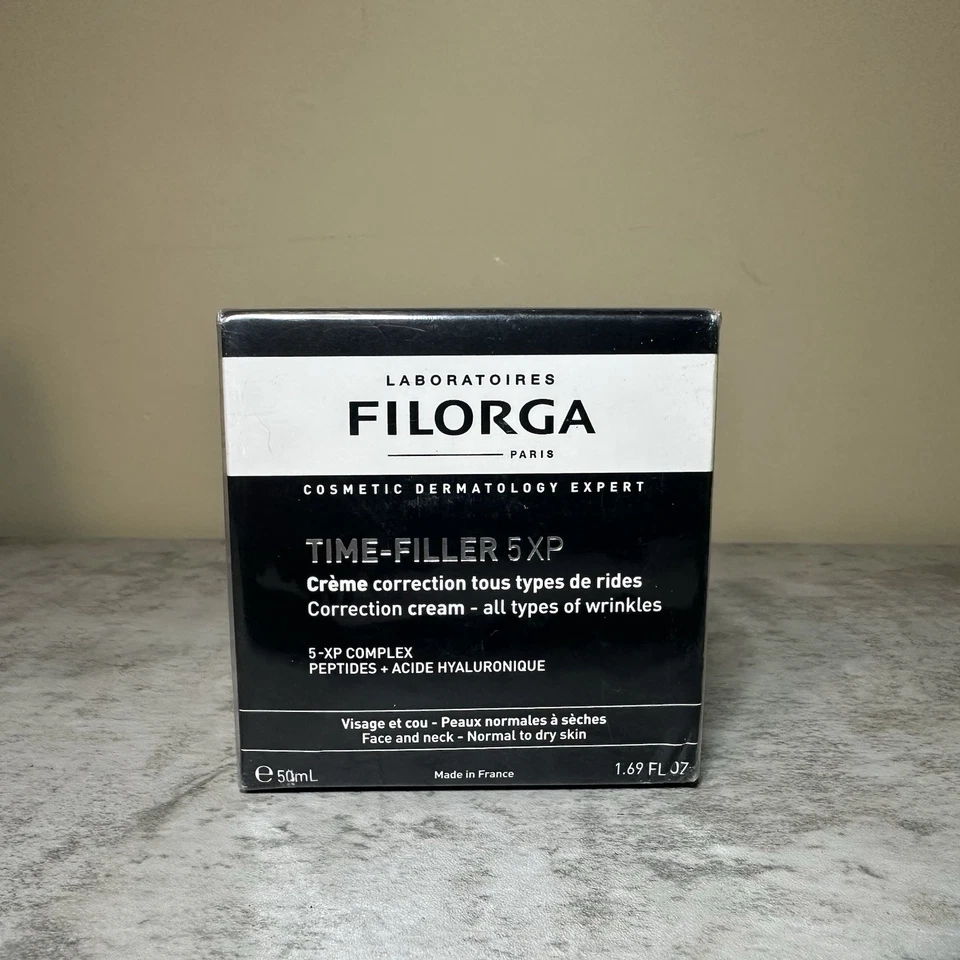 LABORATOIRES
FILORGA
PARIS
COSMETIC DERMATOLOGY EXPERT
TIME-FILLER 5 XP
Crème correction tous types de rides
Correction cream - all types of wrinkles
5-XP COMPLEX
PEPTIDES + ACIDE HYALURONIQUE
Visage et cou - Peaux normales à sèches
Face and neck - Normal to dry skin
℮ 50mL
Made in France
1.69 FL OZ